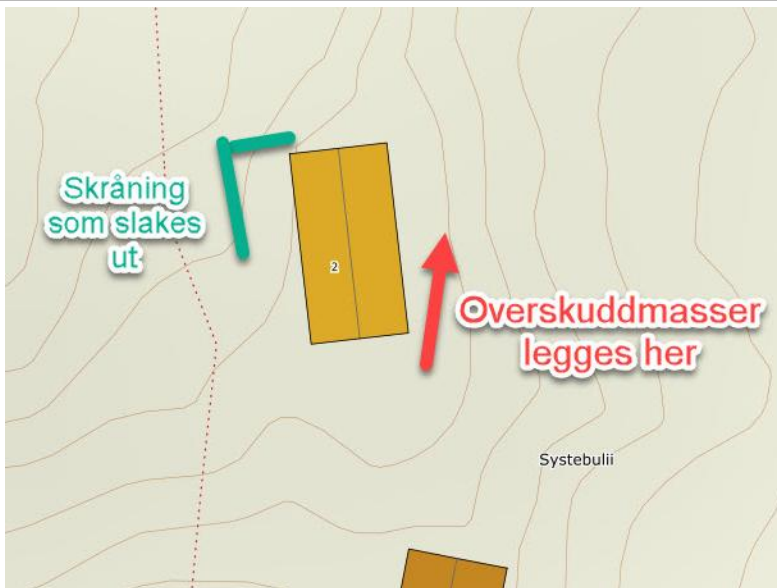 Skråning
som slakes
ut
2
Overskuddmasser
legges her
Systebulii